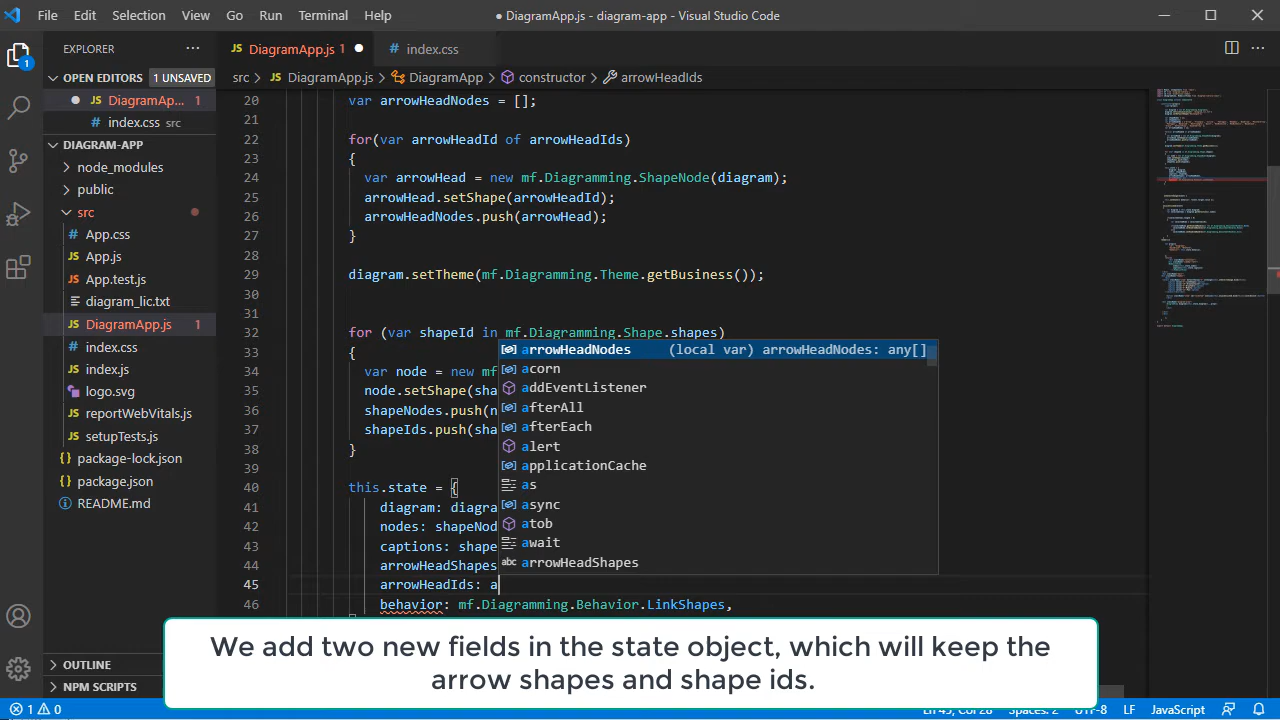 File Edit Selection View Go Run Terminal Help
● DiagramApp.js - diagram-app - Visual Studio Code
EXPLORER
OPEN EDITORS 1 UNSAVED
JS DiagramAp... 1
# index.css src
DIAGRAM-APP
node_modules
public
src
# App.css
JS App.js
JS App.test.js
diagram_lic.txt
JS DiagramApp.js 1
# index.css
JS index.js
logo.svg
JS reportWebVitals.js
JS setupTests.js
{} package-lock.json
{} package.json
README.md
OUTLINE
NPM SCRIPTS
JS DiagramApp.js 1 ●
# index.css
src > JS DiagramApp.js > DiagramApp > constructor > arrowHeadIds
20 var arrowHeadNodes = [];
21
22 for(var arrowHeadId of arrowHeadIds)
23 {
24 var arrowHead = new mf.Diagramming.ShapeNode(diagram);
25 arrowHead.setShape(arrowHeadId);
26 arrowHeadNodes.push(arrowHead);
27 }
28
29 diagram.setTheme(mf.Diagramming.Theme.getBusiness());
30
31
32 for (var shapeId in mf.Diagramming.Shape.shapes)
33 {
34 var node = new mf
35 node.setShape(sha
36 shapeNodes.push(n
37 shapeIds.push(sha
38 }
39
40 this.state = {
41 diagram: diagra
42 nodes: shapeNod
43 captions: shape
44 arrowHeadShapes
45 arrowHeadIds: a
46 behavior: mf.Diagramming.Behavior.LinkShapes,
arrowHeadNodes (local var) arrowHeadNodes: any[]
acorn
addEventListener
afterAll
afterEach
alert
applicationCache
as
async
atob
await
abc arrowHeadShapes
We add two new fields in the state object, which will keep the
arrow shapes and shape ids.
1 0
Ln 45, Col 28 Spaces: 2 UTF-8 LF JavaScript